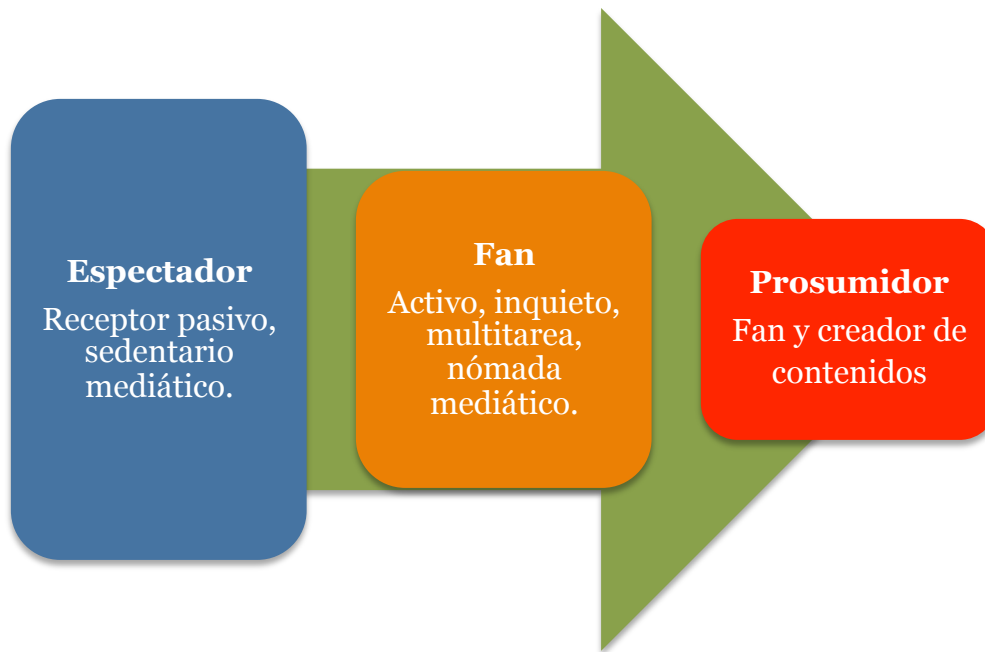 Espectador
Receptor pasivo,
sedentario
mediático.
Fan
Activo, inquieto,
multitarea,
nómada
mediático.
Prosumidor
Fan y creador de
contenidos